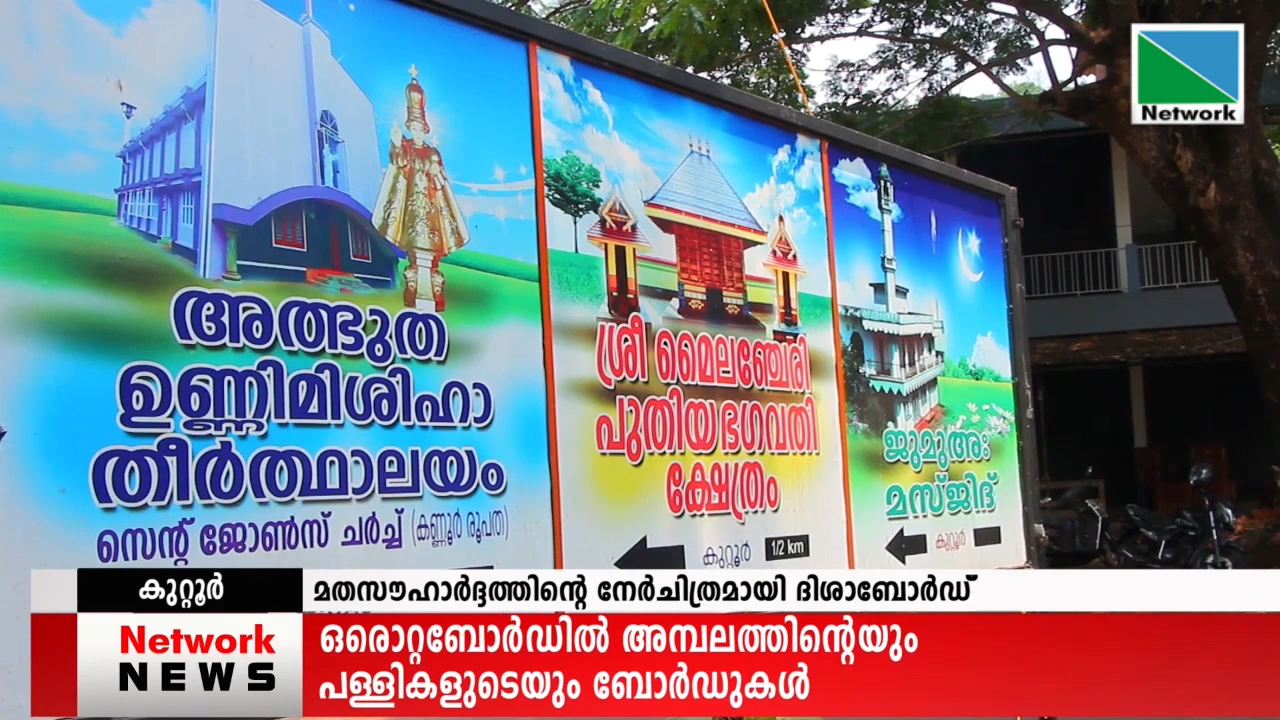 Network
അത്ഭുത
ഉണ്ണിമിശിഹാ
തീർത്ഥാലയം
സെന്റ് ജോൺസ് ചർച്ച് (കണ്ണൂർ രൂപത)
ശ്രീ മൈലഞ്ചേരി
പുതിയഭഗവതി
ക്ഷേത്രം
കുറ്റൂർ 1/2 km
ജുമുഅഃ
മസ്ജിദ്
കുറ്റൂർ
കുറ്റൂർ
മതസൗഹാർദ്ദത്തിന്റെ നേർചിത്രമായി ദിശാബോർഡ്
Network
NEWS
ഒരൊറ്റബോർഡിൽ അമ്പലത്തിന്റെയും
പള്ളികളുടെയും ബോർഡുകൾ